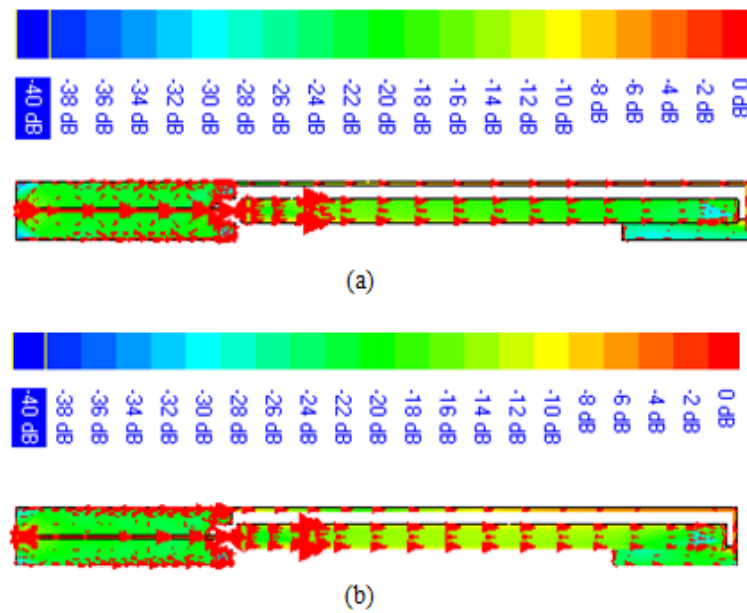 -40 dB
-38 dB
-36 dB
-34 dB
-32 dB
-30 dB
-28 dB
-26 dB
-24 dB
-22 dB
-20 dB
-18 dB
-16 dB
-14 dB
-12 dB
-10 dB
-8 dB
-6 dB
-4 dB
-2 dB
0 dB
(a)
-40 dB
-38 dB
-36 dB
-34 dB
-32 dB
-30 dB
-28 dB
-26 dB
-24 dB
-22 dB
-20 dB
-18 dB
-16 dB
-14 dB
-12 dB
-10 dB
-8 dB
-6 dB
-4 dB
-2 dB
0 dB
(b)